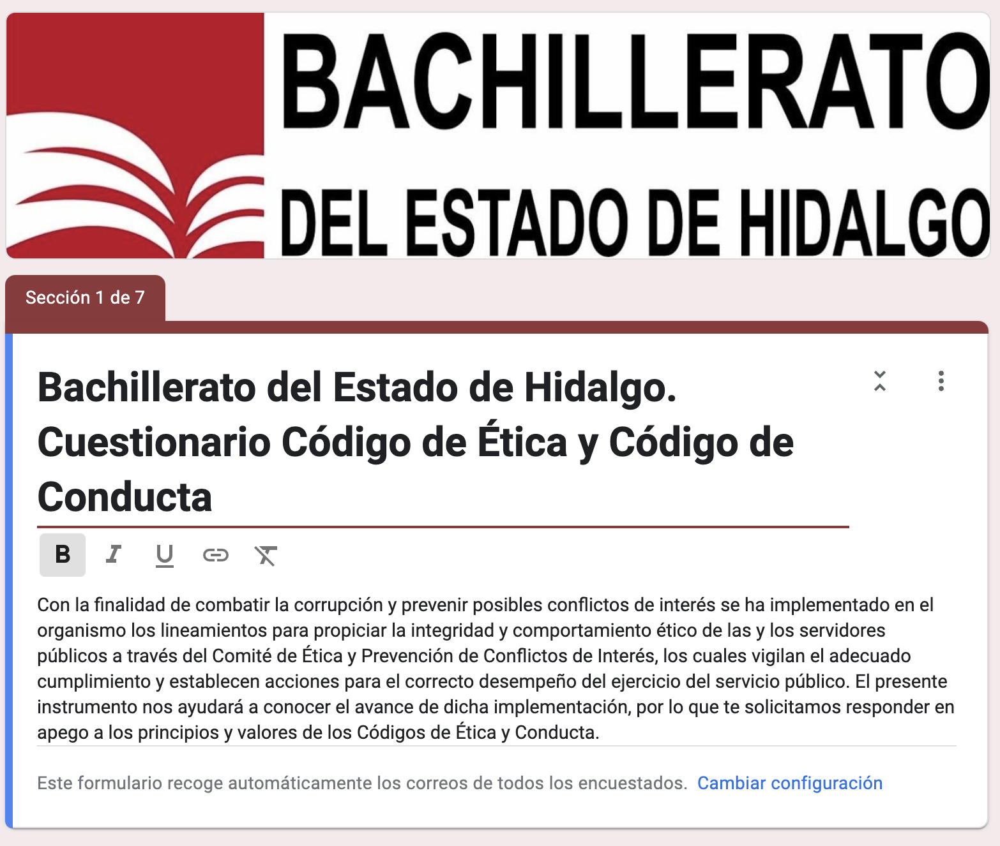 BACHILLERATO
DEL ESTADO DE HIDALGO
Sección 1 de 7
Bachillerato del Estado de Hidalgo.
Cuestionario Código de Ética y Código de
Conducta
B I U
Con la finalidad de combatir la corrupción y prevenir posibles conflictos de interés se ha implementado en el
organismo los lineamientos para propiciar la integridad y comportamiento ético de las y los servidores
públicos a través del Comité de Ética y Prevención de Conflictos de Interés, los cuales vigilan el adecuado
cumplimiento y establecen acciones para el correcto desempeño del ejercicio del servicio público. El presente
instrumento nos ayudará a conocer el avance de dicha implementación, por lo que te solicitamos responder en
apego a los principios y valores de los Códigos de Ética y Conducta.
Este formulario recoge automáticamente los correos de todos los encuestados. Cambiar configuración